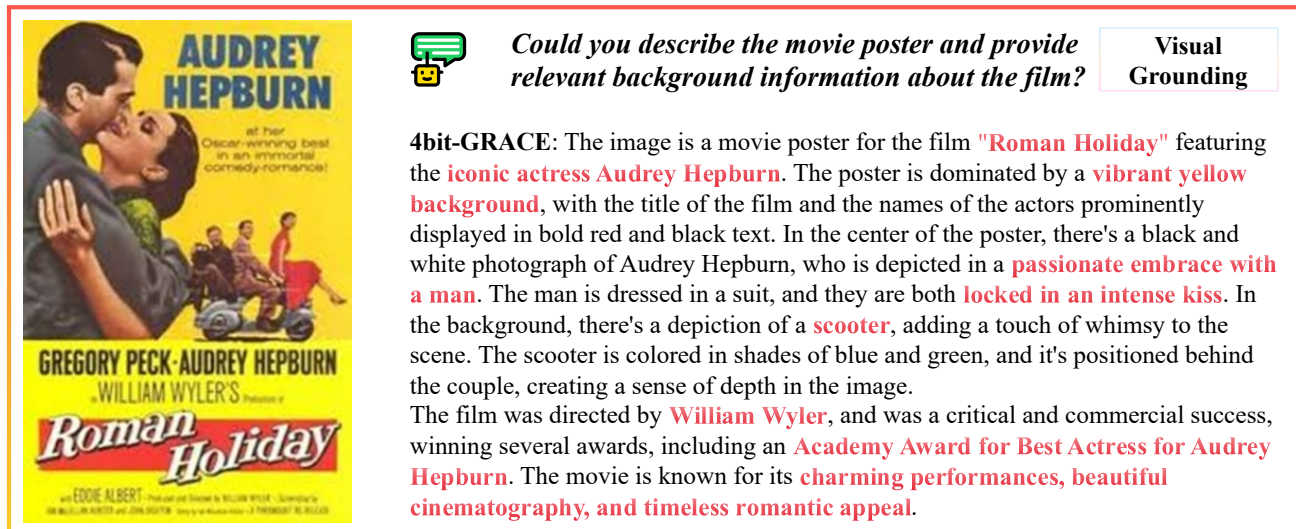 AUDREY
HEPBURN
at her
Oscar-winning best
in an immortal
comedy-romance!
GREGORY PECK·AUDREY HEPBURN
in WILLIAM WYLER'S Production of
Roman
Holiday
with EDDIE ALBERT
Could you describe the movie poster and provide
relevant background information about the film?
Visual
Grounding
4bit-GRACE: The image is a movie poster for the film "Roman Holiday" featuring
the iconic actress Audrey Hepburn. The poster is dominated by a vibrant yellow
background, with the title of the film and the names of the actors prominently
displayed in bold red and black text. In the center of the poster, there's a black and
white photograph of Audrey Hepburn, who is depicted in a passionate embrace with
a man. The man is dressed in a suit, and they are both locked in an intense kiss. In
the background, there's a depiction of a scooter, adding a touch of whimsy to the
scene. The scooter is colored in shades of blue and green, and it's positioned behind
the couple, creating a sense of depth in the image.
The film was directed by William Wyler, and was a critical and commercial success,
winning several awards, including an Academy Award for Best Actress for Audrey
Hepburn. The movie is known for its charming performances, beautiful
cinematography, and timeless romantic appeal.